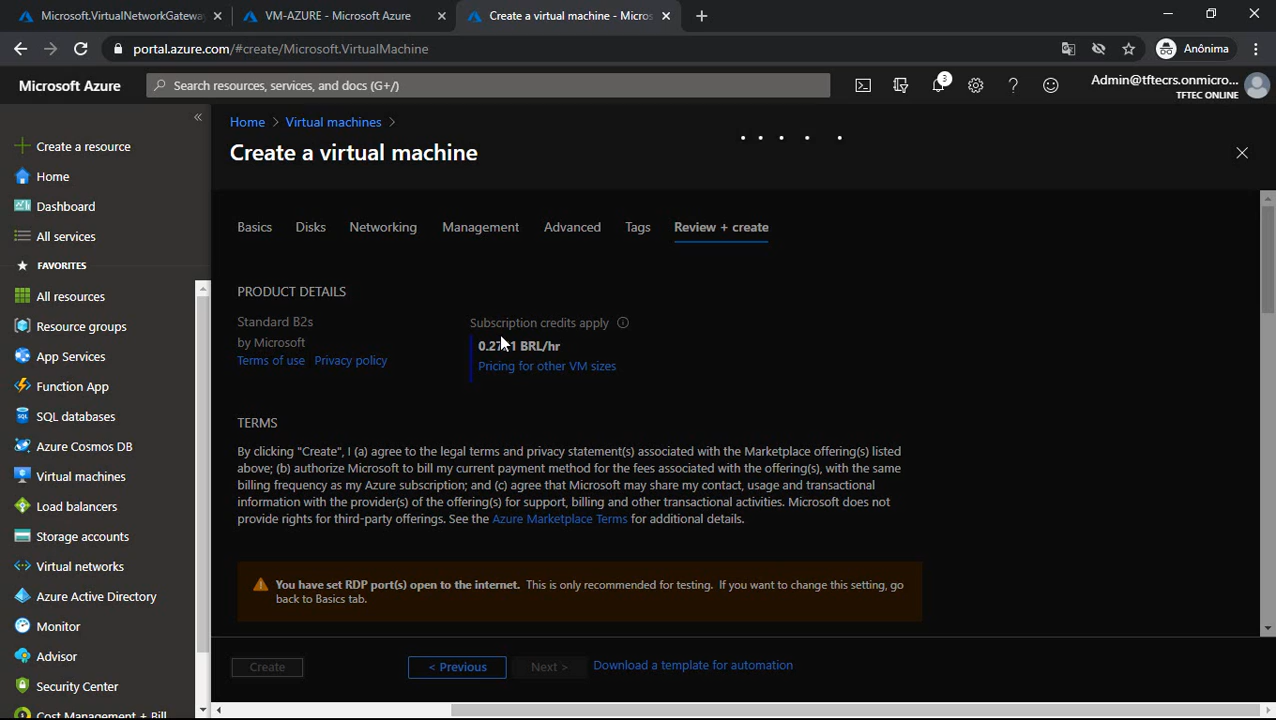 Microsoft.VirtualNetworkGateway
VM-AZURE - Microsoft Azure
Create a virtual machine - Micros
portal.azure.com/#create/Microsoft.VirtualMachine
Anônima
Microsoft Azure
Search resources, services, and docs (G+/)
3
Admin@tftecrs.onmicro...
TFTEC ONLINE
Create a resource
Home
Dashboard
All services
FAVORITES
All resources
Resource groups
App Services
Function App
SQL databases
Azure Cosmos DB
Virtual machines
Load balancers
Storage accounts
Virtual networks
Azure Active Directory
Monitor
Advisor
Security Center
Cost Management + Bill
Home > Virtual machines >
Create a virtual machine
Basics Disks Networking Management Advanced Tags Review + create
PRODUCT DETAILS
Standard B2s
by Microsoft
Terms of use Privacy policy
Subscription credits apply
BRL/hr
Pricing for other VM sizes
TERMS
By clicking "Create", I (a) agree to the legal terms and privacy statement(s) associated with the Marketplace offering(s) listed
above; (b) authorize Microsoft to bill my current payment method for the fees associated with the offering(s), with the same
billing frequency as my Azure subscription; and (c) agree that Microsoft may share my contact, usage and transactional
information with the provider(s) of the offering(s) for support, billing and other transactional activities. Microsoft does not
provide rights for third-party offerings. See the Azure Marketplace Terms for additional details.
You have set RDP port(s) open to the internet. This is only recommended for testing. If you want to change this setting, go
back to Basics tab.
Create
< Previous
Next >
Download a template for automation